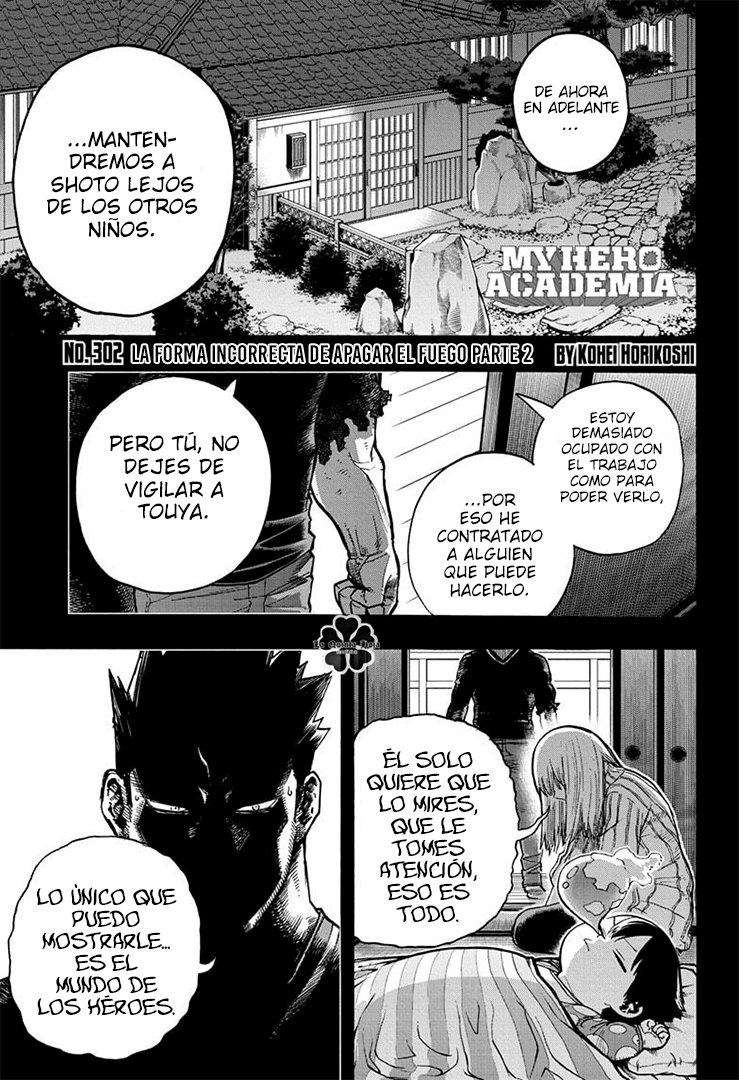 DE AHORA
EN ADELANTE
...
...MANTEN-
DREMOS A
SHOTO LEJOS
DE LOS OTROS
NIÑOS.
MY HERO
ACADEMIA
No.302 LA FORMA INCORRECTA DE APAGAR EL FUEGO PARTE 2 BY KOHEI HORIKOSHI
ESTOY
DEMASIADO
OCUPADO CON
EL TRABAJO
COMO PARA
PODER VERLO,
...POR
ESO HE
CONTRATADO
A ALGUIEN
QUE PUEDE
HACERLO.
PERO TÚ, NO
DEJES DE
VIGILAR A
TOUYA.
La Quinta Hoja
ÉL SOLO
QUIERE QUE
LO MIRES,
QUE LE
TOMES
ATENCIÓN,
ESO ES
TODO.
LO ÚNICO QUE
PUEDO
MOSTRARLE...
ES EL
MUNDO DE
LOS HÉROES.